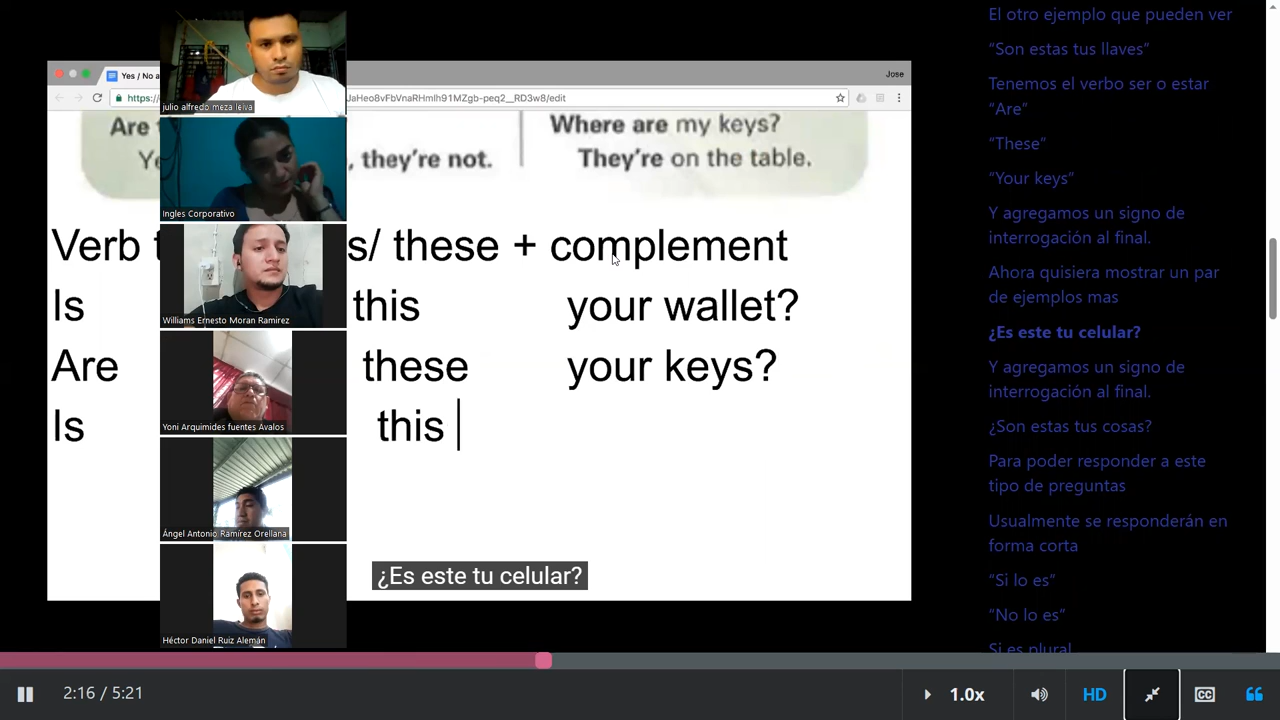 Yes / No a
Jose
https://
JaHeo8vFbVnaRHmlh91MZgb-peq2__RD3w8/edit
Are
Where are my keys?
, they're not.
They're on the table.
Verb t s/ these + complement
Is this your wallet?
Are these your keys?
Is this
¿Es este tu celular?
julio alfredo meza leiva
Ingles Corporativo
Williams Ernesto Moran Ramirez
Yoni Arquimides fuentes Avalos
Ángel Antonio Ramírez Orellana
Héctor Daniel Ruiz Alemán
El otro ejemplo que pueden ver
“Son estas tus llaves”
Tenemos el verbo ser o estar
“Are”
“These”
“Your keys”
Y agregamos un signo de
interrogación al final.
Ahora quisiera mostrar un par
de ejemplos mas
¿Es este tu celular?
Y agregamos un signo de
interrogación al final.
¿Son estas tus cosas?
Para poder responder a este
tipo de preguntas
Usualmente se responderán en
forma corta
“Si lo es”
“No lo es”
Si es plural
2:16 / 5:21
1.0x
HD
CC